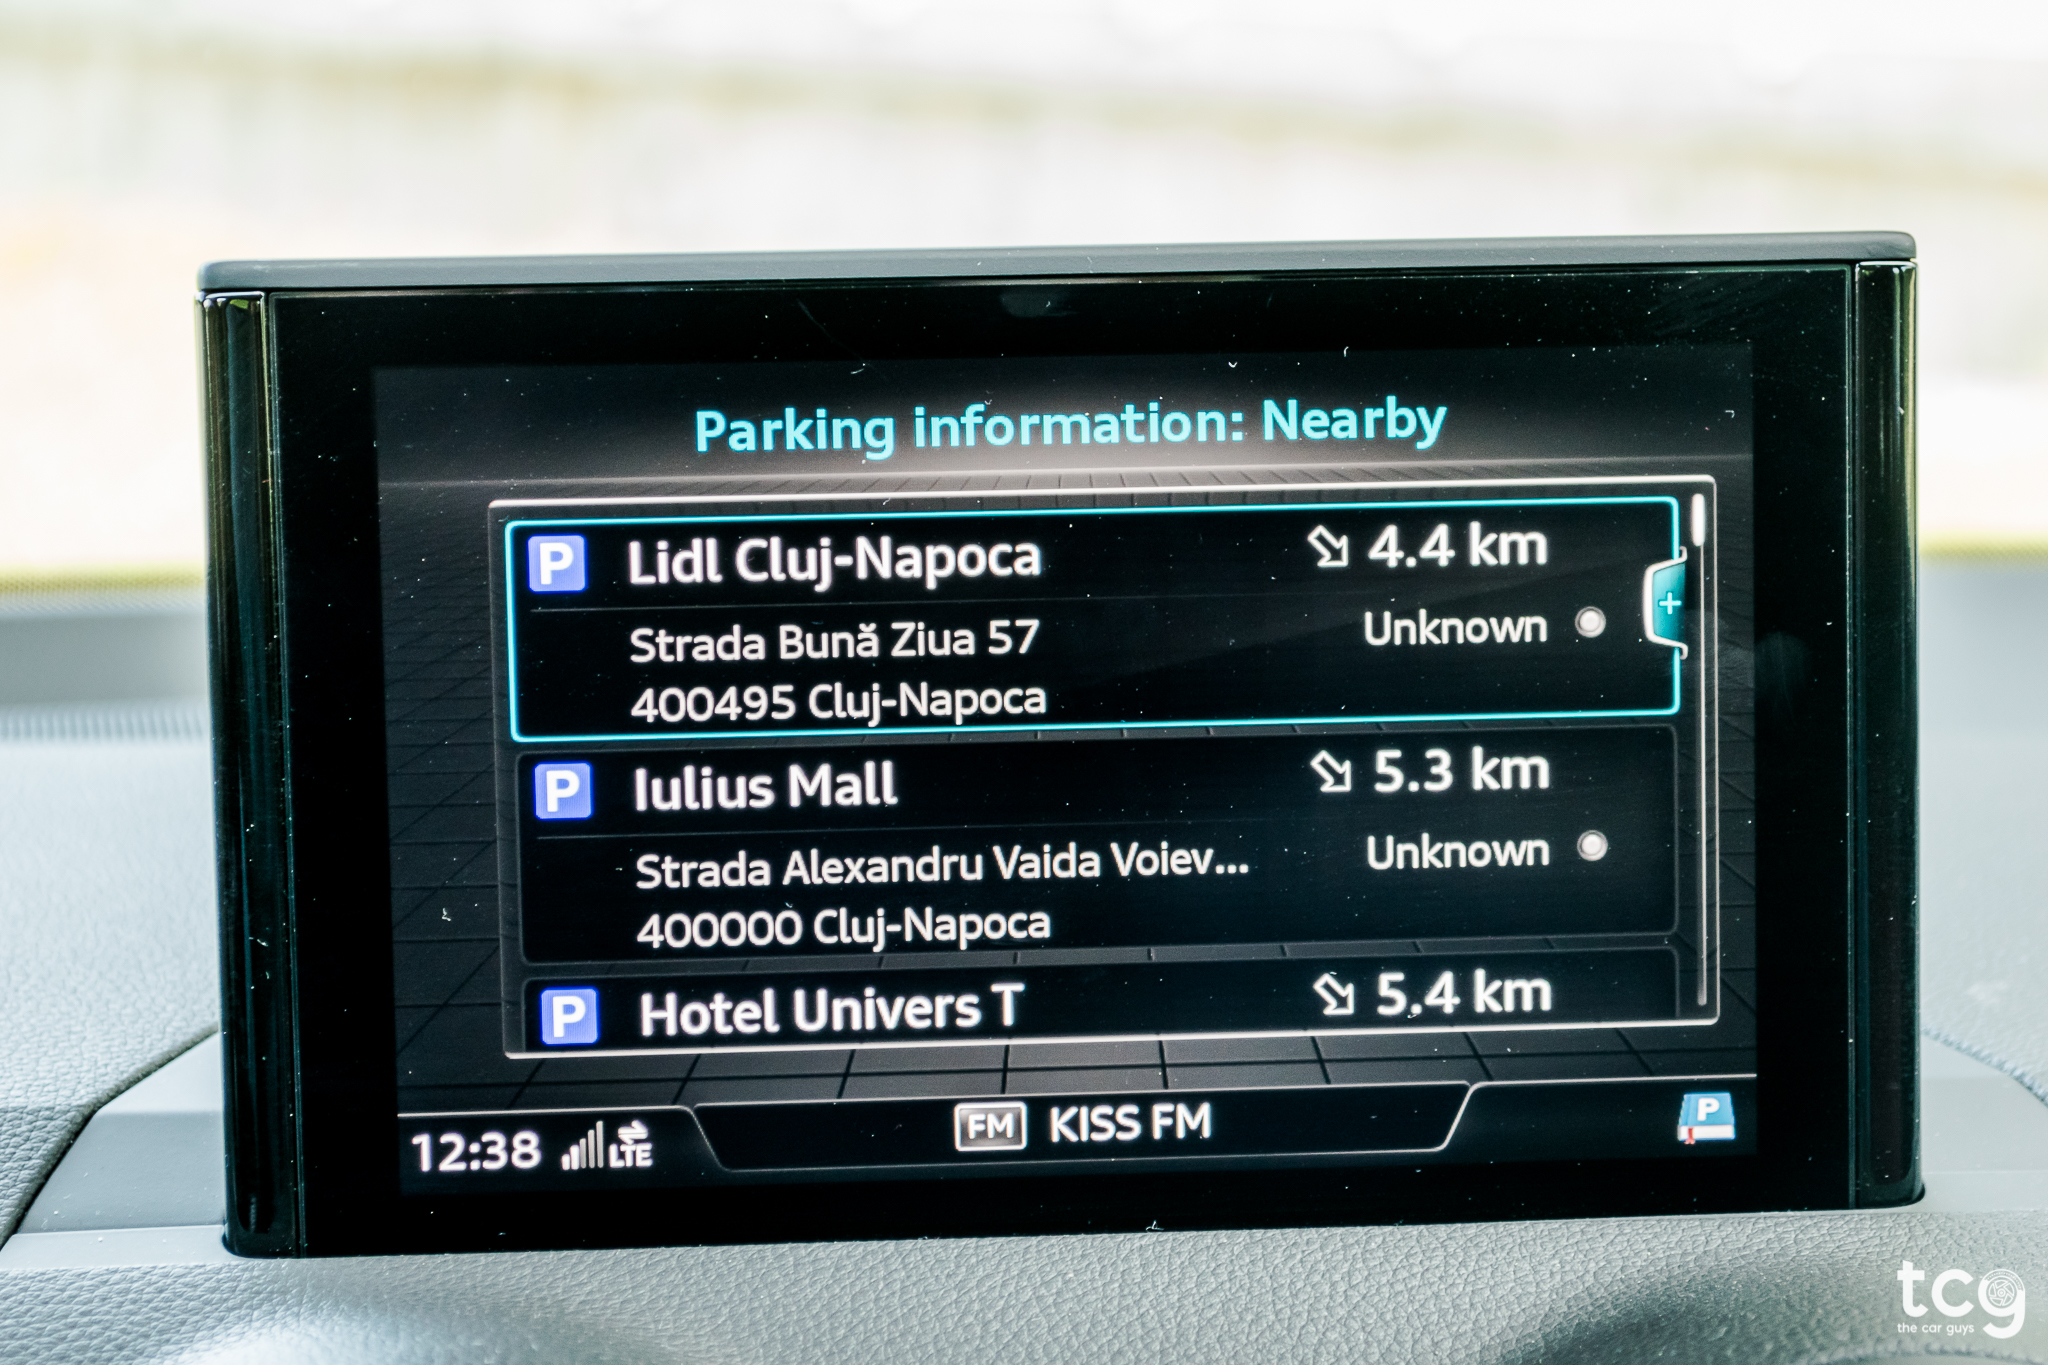 Parking information: Nearby
P Lidl Cluj-Napoca 4.4 km
Strada Bună Ziua 57 Unknown
400495 Cluj-Napoca
+
P Iulius Mall 5.3 km
Strada Alexandru Vaida Voiev... Unknown
400000 Cluj-Napoca
P Hotel Univers T 5.4 km
12:38 LTE FM KISS FM P
tcg
the car guys